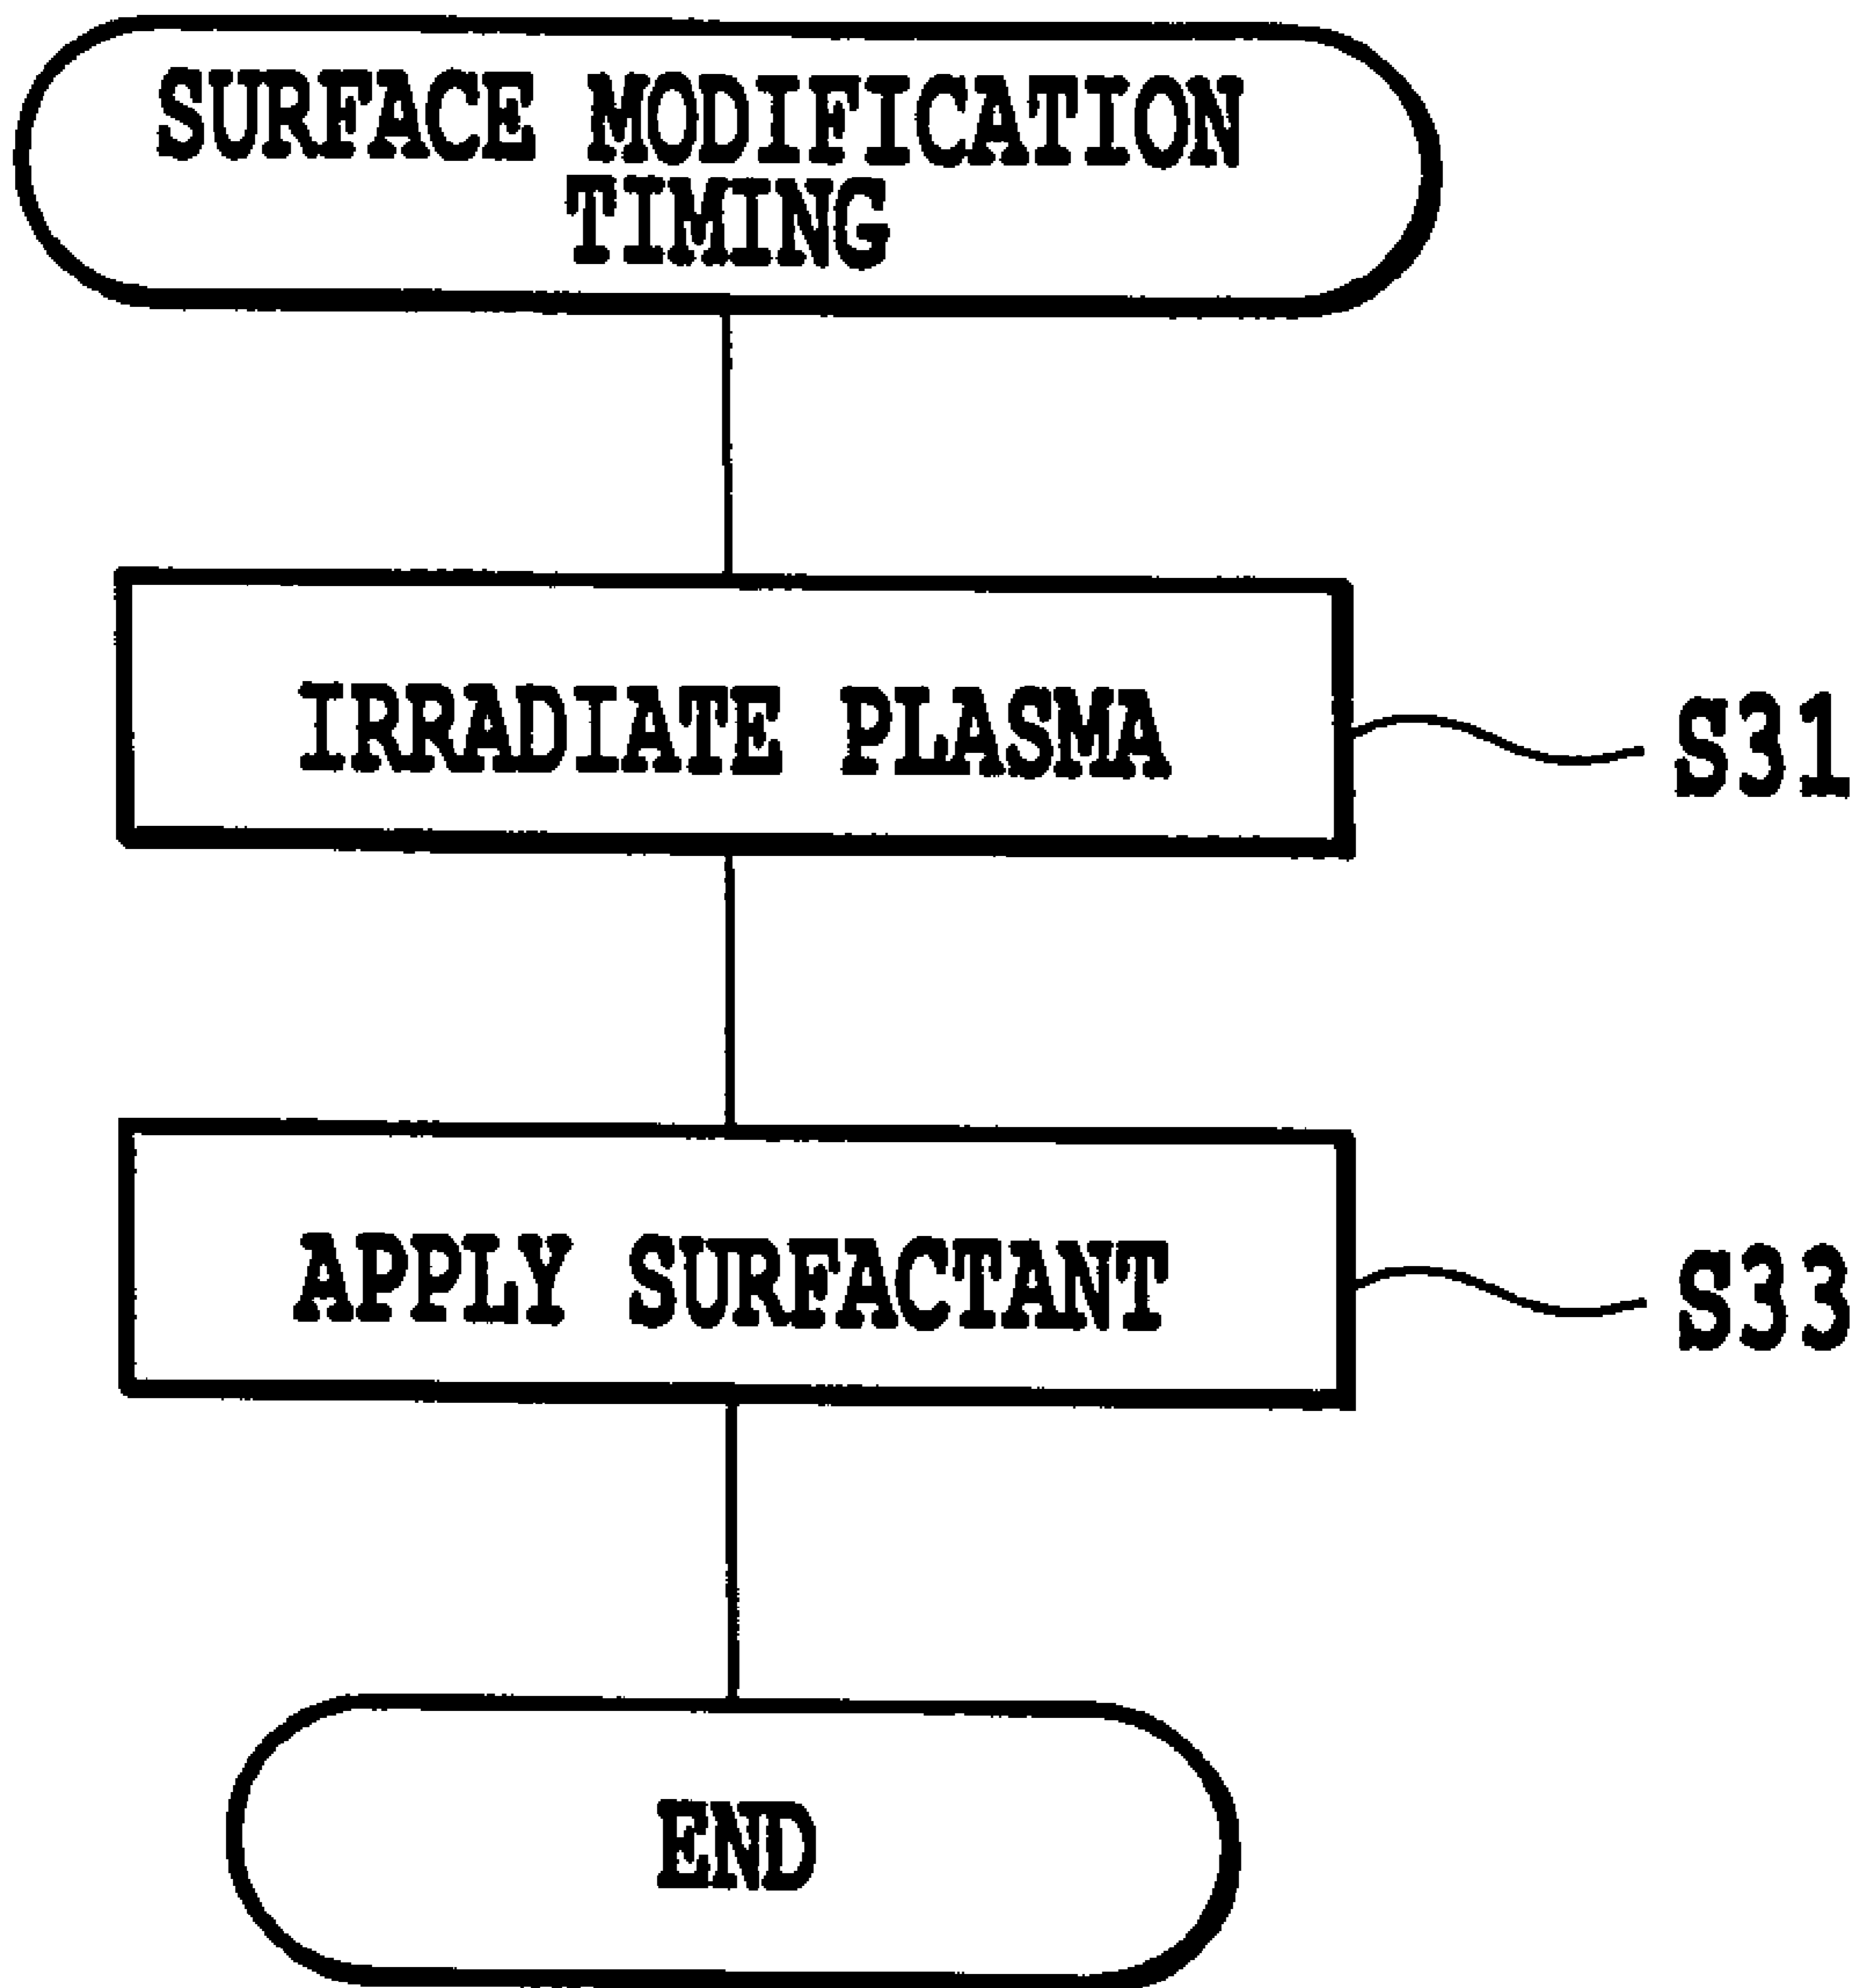 SURFACE MODIFICATION
TIMING
IRRADIATE PLASMA
S31
APPLY SURFACTANT
S33
END